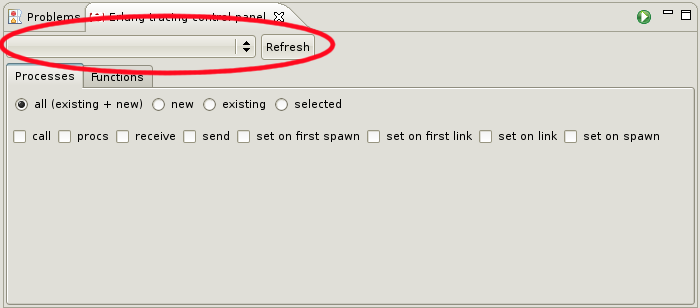 Problems Erlang tracing control panel
Refresh
Processes Functions
all (existing + new) new existing selected
call procs receive send set on first spawn set on first link set on link set on spawn